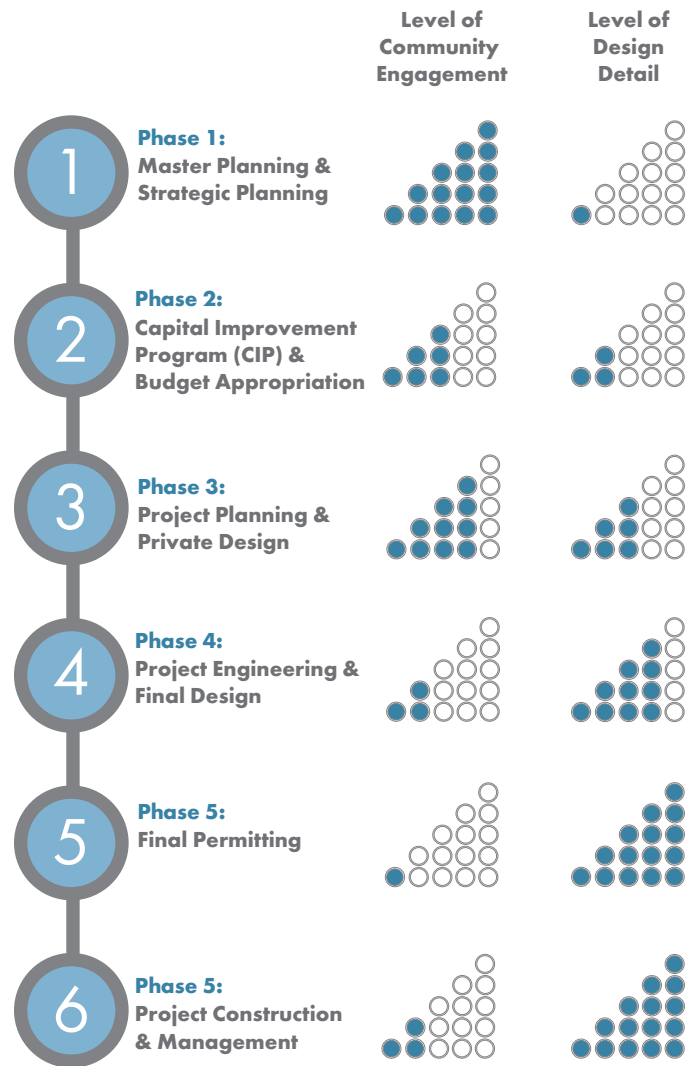 Level of
Community
Engagement
Level of
Design
Detail
1
Phase 1:
Master Planning &
Strategic Planning
2
Phase 2:
Capital Improvement
Program (CIP) &
Budget Appropriation
3
Phase 3:
Project Planning &
Private Design
4
Phase 4:
Project Engineering &
Final Design
5
Phase 5:
Final Permitting
6
Phase 5:
Project Construction
& Management